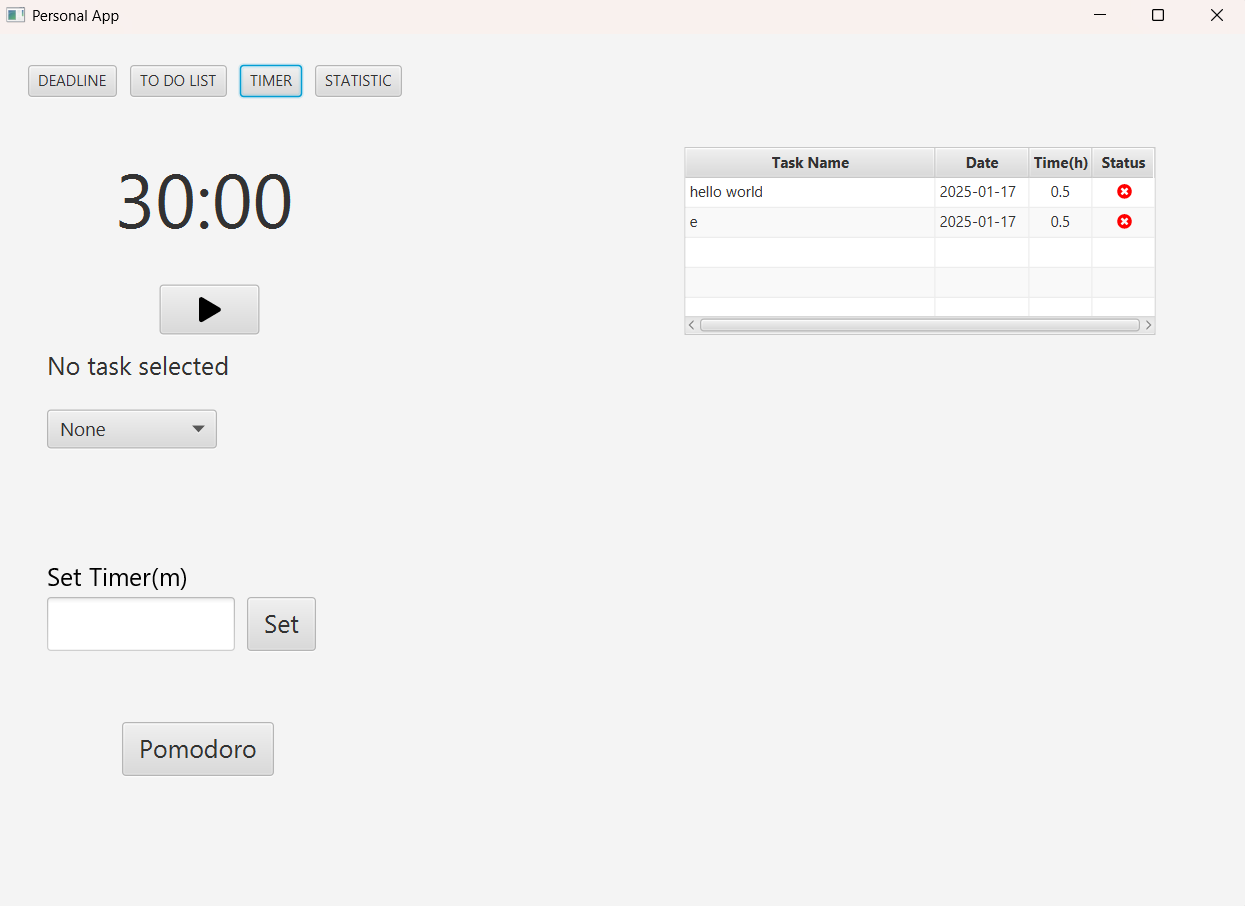 Personal App
DEADLINE TO DO LIST TIMER STATISTIC
30:00
No task selected
None
Set Timer(m)
Set
Pomodoro
Task Name Date Time(h) Status
hello world 2025-01-17 0.5
e 2025-01-17 0.5